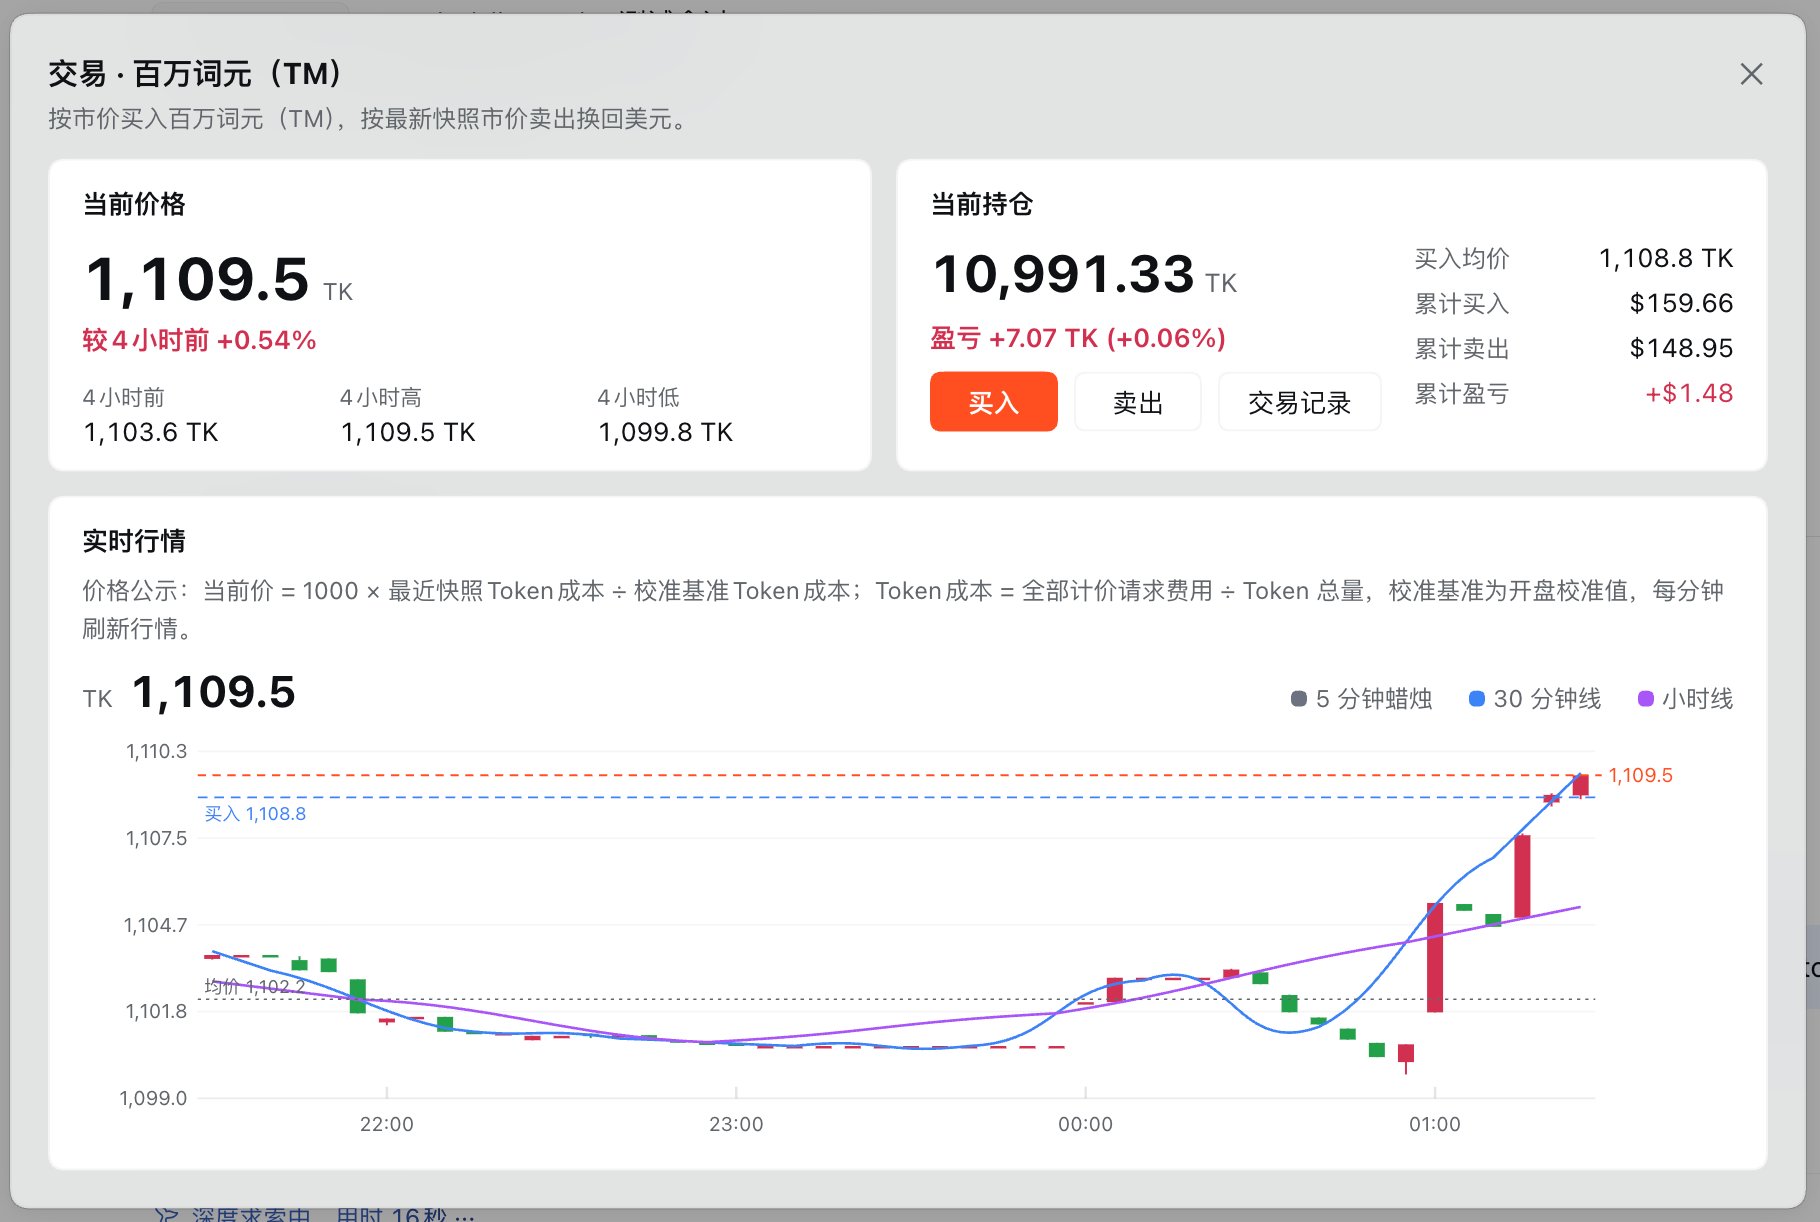 交易 · 百万词元（TM）
按市价买入百万词元（TM），按最新快照市价卖出换回美元。
当前价格
1,109.5 TK
较 4 小时前 +0.54%
4 小时前
4 小时高
4 小时低
1,103.6 TK
1,109.5 TK
1,099.8 TK
当前持仓
10,991.33 TK
盈亏 +7.07 TK (+0.06%)
买入
卖出
交易记录
买入均价 1,108.8 TK
累计买入 $159.66
累计卖出 $148.95
累计盈亏 +$1.48
实时行情
价格公示：当前价 = 1000 × 最近快照 Token 成本 ÷ 校准基准 Token 成本；Token 成本 = 全部计价请求费用 ÷ Token 总量，校准基准为开盘校准值，每分钟
刷新行情。
TK 1,109.5
5 分钟蜡烛
30 分钟线
小时线
1,110.3
1,109.5
买入 1,108.8
1,107.5
1,104.7
均价 1,102.2
1,101.8
1,099.0
22:00
23:00
00:00
01:00
深度求索中 用时 16秒 ...